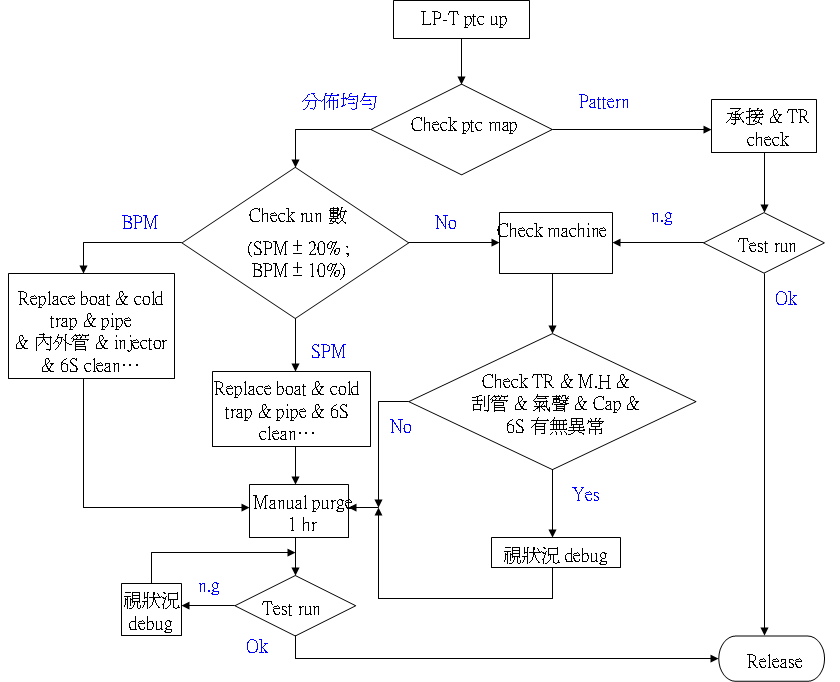 LP-T ptc up
分佈均勻
Pattern
Check ptc map
承接 & TR
check
Check run 數
(SPM ± 20% ;
BPM ± 10%)
BPM
No
Check machine
n.g
Test run
Ok
Replace boat & cold
trap & pipe
& 內外管 & injector
& 6S clean…
SPM
Replace boat & cold
trap & pipe & 6S
clean…
Check TR & M.H &
刮管 & 氣聲 & Cap &
6S 有無異常
No
Yes
Manual purge
1 hr
視狀況 debug
n.g
視狀況
debug
Test run
Ok
Release